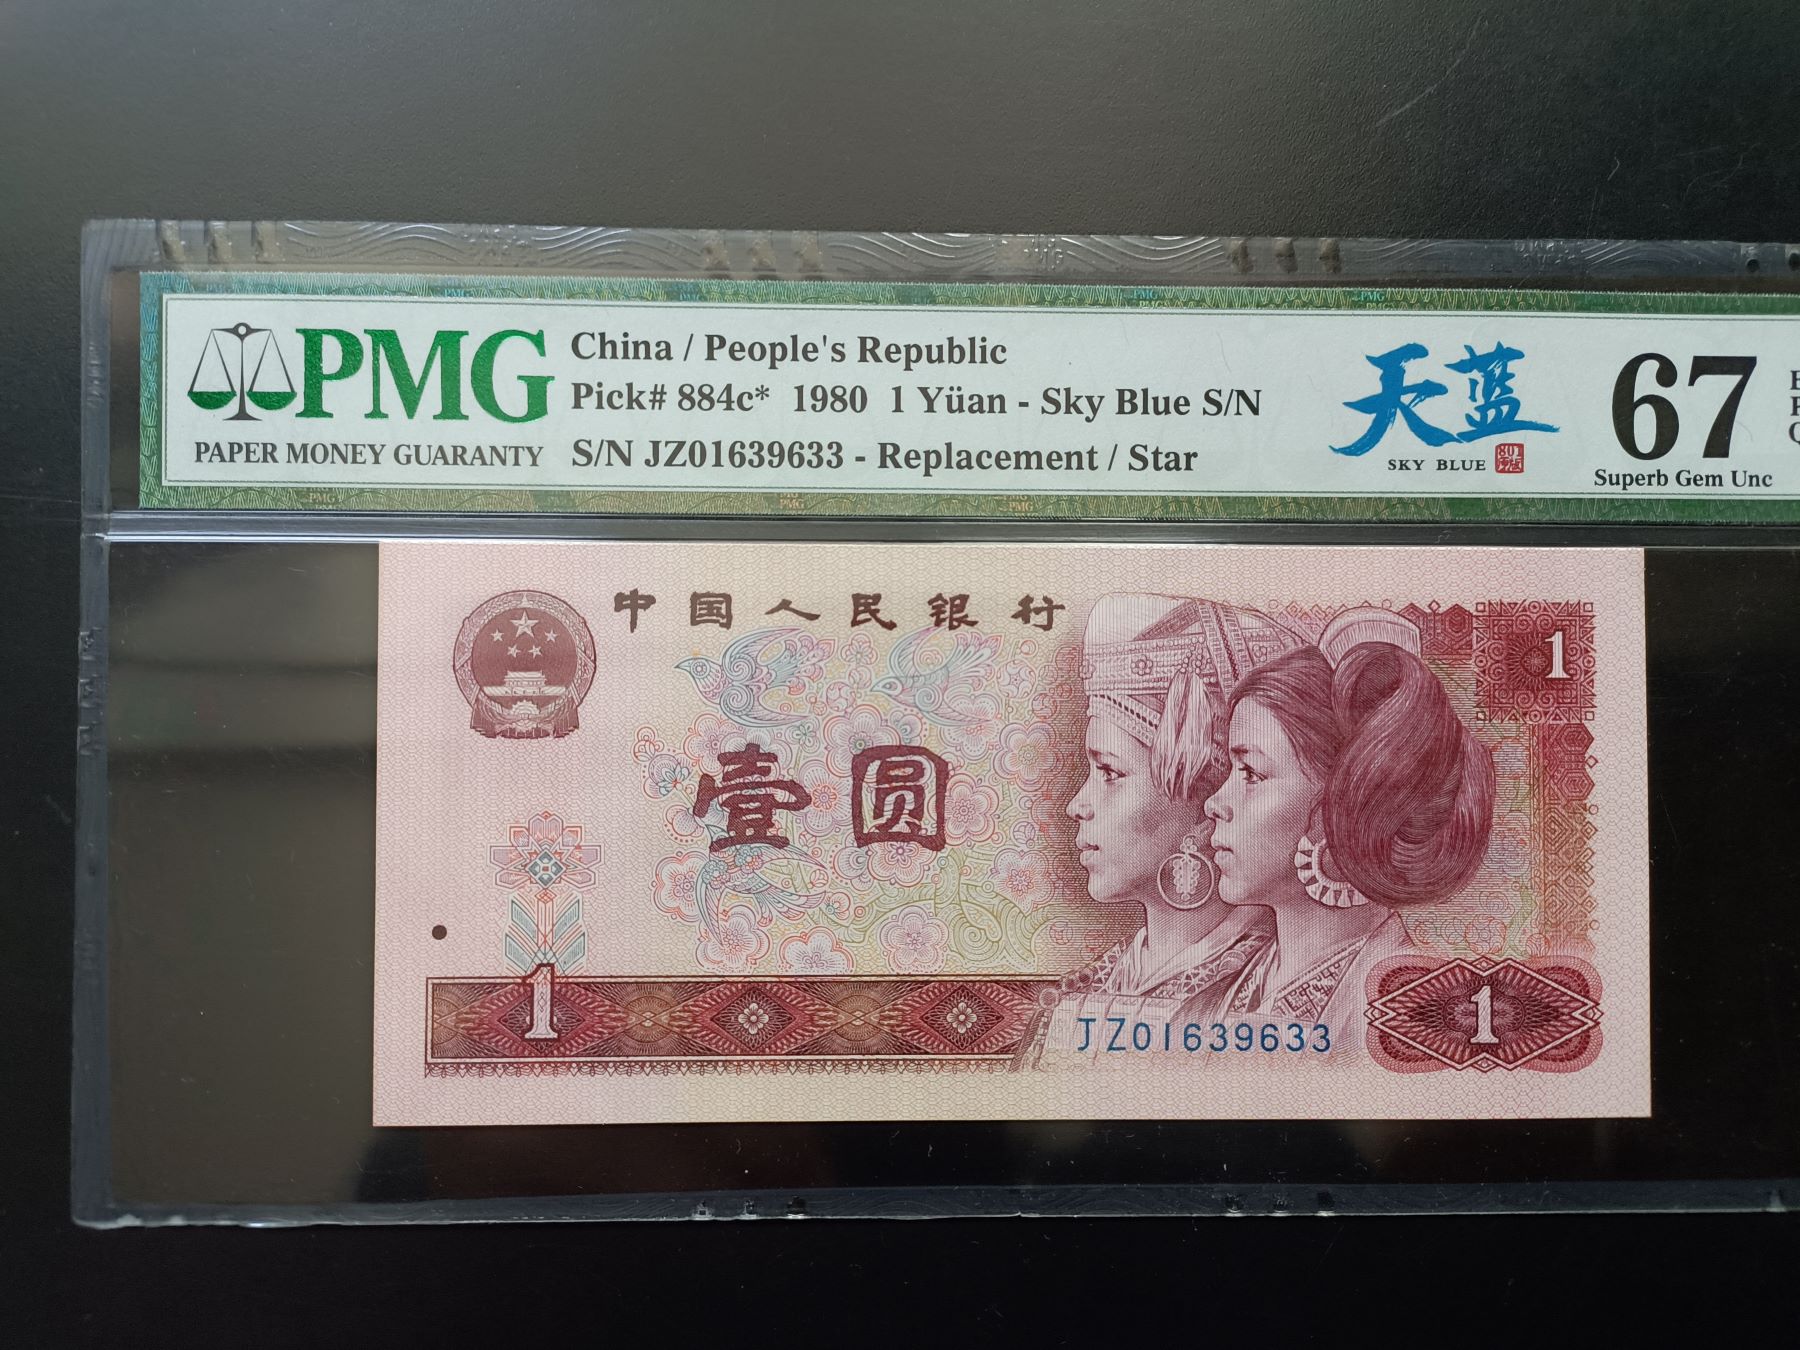 PMG
PAPER MONEY GUARANTY
China / People's Republic
Pick# 884c* 1980 1 Yüan - Sky Blue S/N
S/N JZ01639633 - Replacement / Star
天蓝
SKY BLUE
67
Superb Gem Unc
中国人民银行
1
壹圆
1
JZ01639633
1